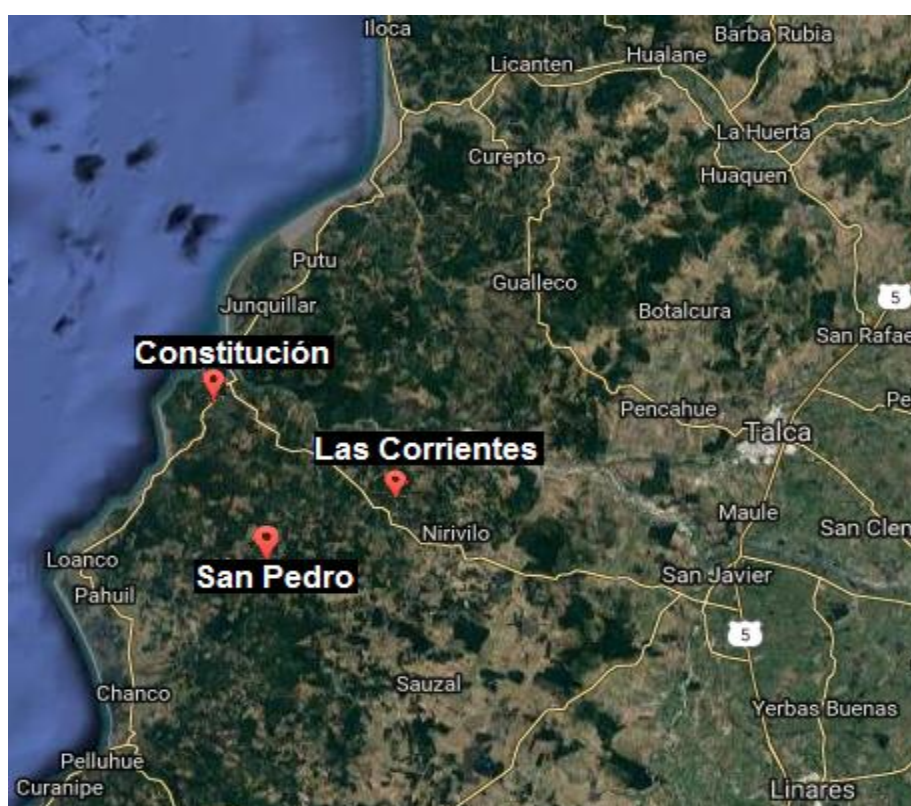 Iloca
Barba Rubia
Hualane
Licanten
La Huerta
Curepto
Huaquen
Putu
Gualleco
5
Junquillar
Botalcura
San Rafae
Constitución
Pe
Pencahue
Talca
Las Corrientes
Maule
San Clem
Nirivilo
Loanco
San Pedro
San Javier
Pahuil
5
Sauzal
Chanco
Yerbas Buenas
Pelluhue
Curanipe
Linares